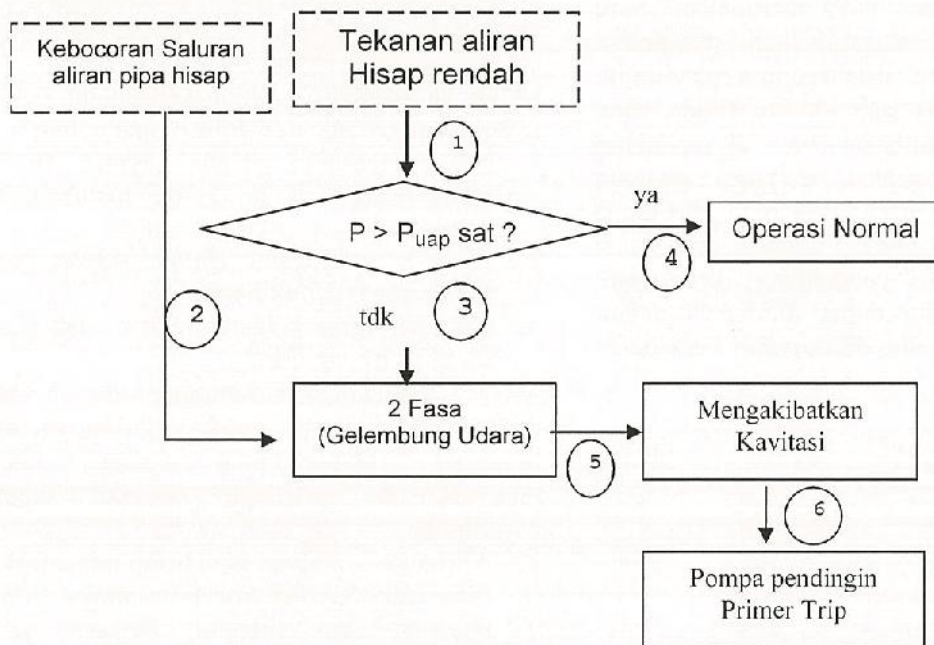 Kebocoran Saluran
aliran pipa hisap
Tekanan aliran
Hisap rendah
1
P > Puap sat ?
ya
4
Operasi Normal
2
tdk
3
2 Fasa
(Gelembung Udara)
5
Mengakibatkan
Kavitasi
6
Pompa pendingin
Primer Trip